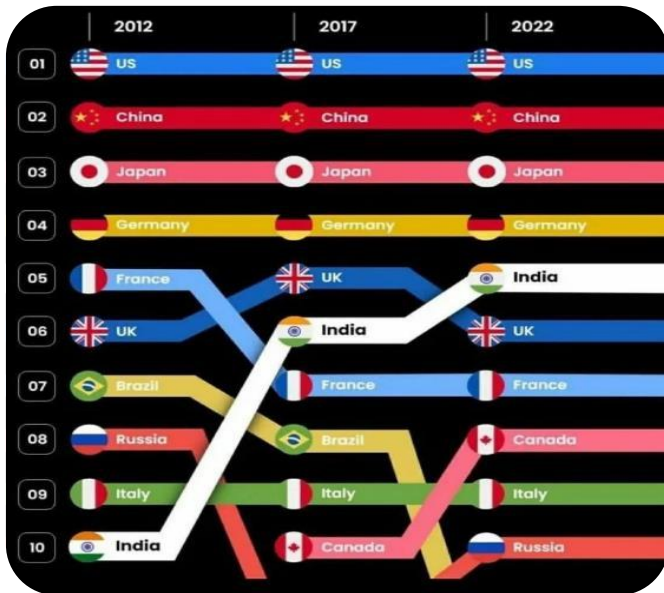 2012 2017 2022
01 US US US
02 China China China
03 Japan Japan Japan
04 Germany Germany Germany
05 France UK India
06 UK India UK
07 Brazil France France
08 Russia Brazil Canada
09 Italy Italy Italy
10 India Canada Russia